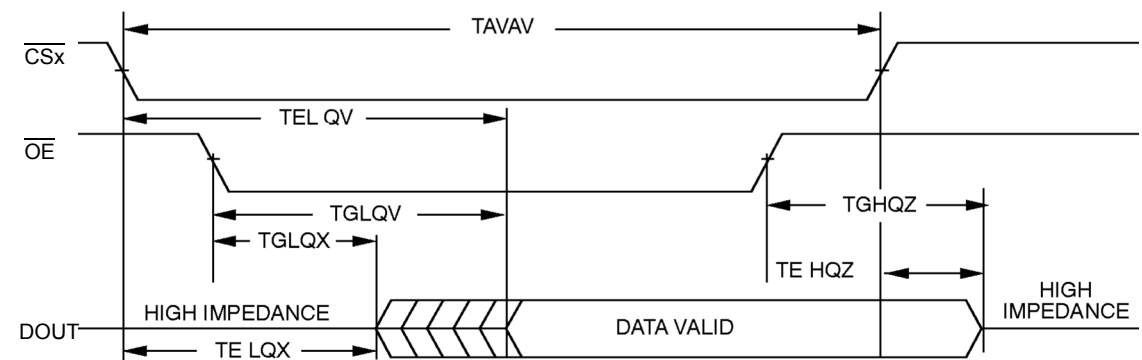 TAVAV
CSx
TEL QV
OE
TGLQV
TGHQZ
TGLQX
TE HQZ
HIGH IMPEDANCE
HIGH
IMPEDANCE
DOUT
DATA VALID
TE LQX